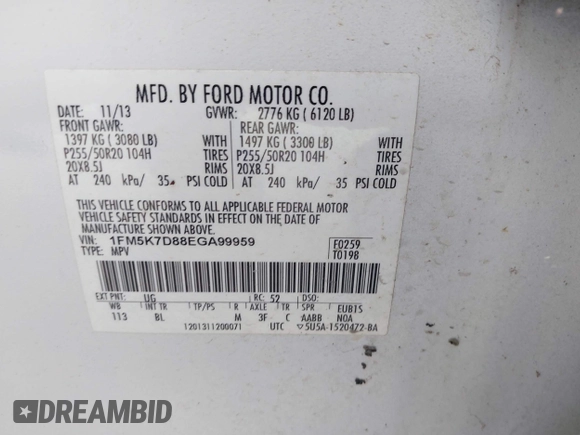 MFD. BY FORD MOTOR CO.
DATE: 11/13 GVWR: 2776 KG ( 6120 LB)
FRONT GAWR: REAR GAWR:
1397 KG ( 3080 LB) WITH 1497 KG ( 3300 LB) WITH
P255/50R20 104H TIRES P255/50R20 104H TIRES
20X8.5J RIMS 20X8.5J RIMS
AT 240 kPa/ 35 PSI COLD AT 240 kPa/ 35 PSI COLD
THIS VEHICLE CONFORMS TO ALL APPLICABLE FEDERAL MOTOR
VEHICLE SAFETY STANDARDS IN EFFECT ON THE DATE OF
MANUFACTURE SHOWN ABOVE.
VIN: 1FM5K7D88EGA99959 F0259
TYPE: MPV T0198
EXT PNT: UG RC: 52 DSO:
WB INT TR TP/PS R AXLE TR SPR EUB1S
113 BL M 3F C AABB N0A
1201311200071 UTC ▽5U5A-1520472-BA
DREAMBID